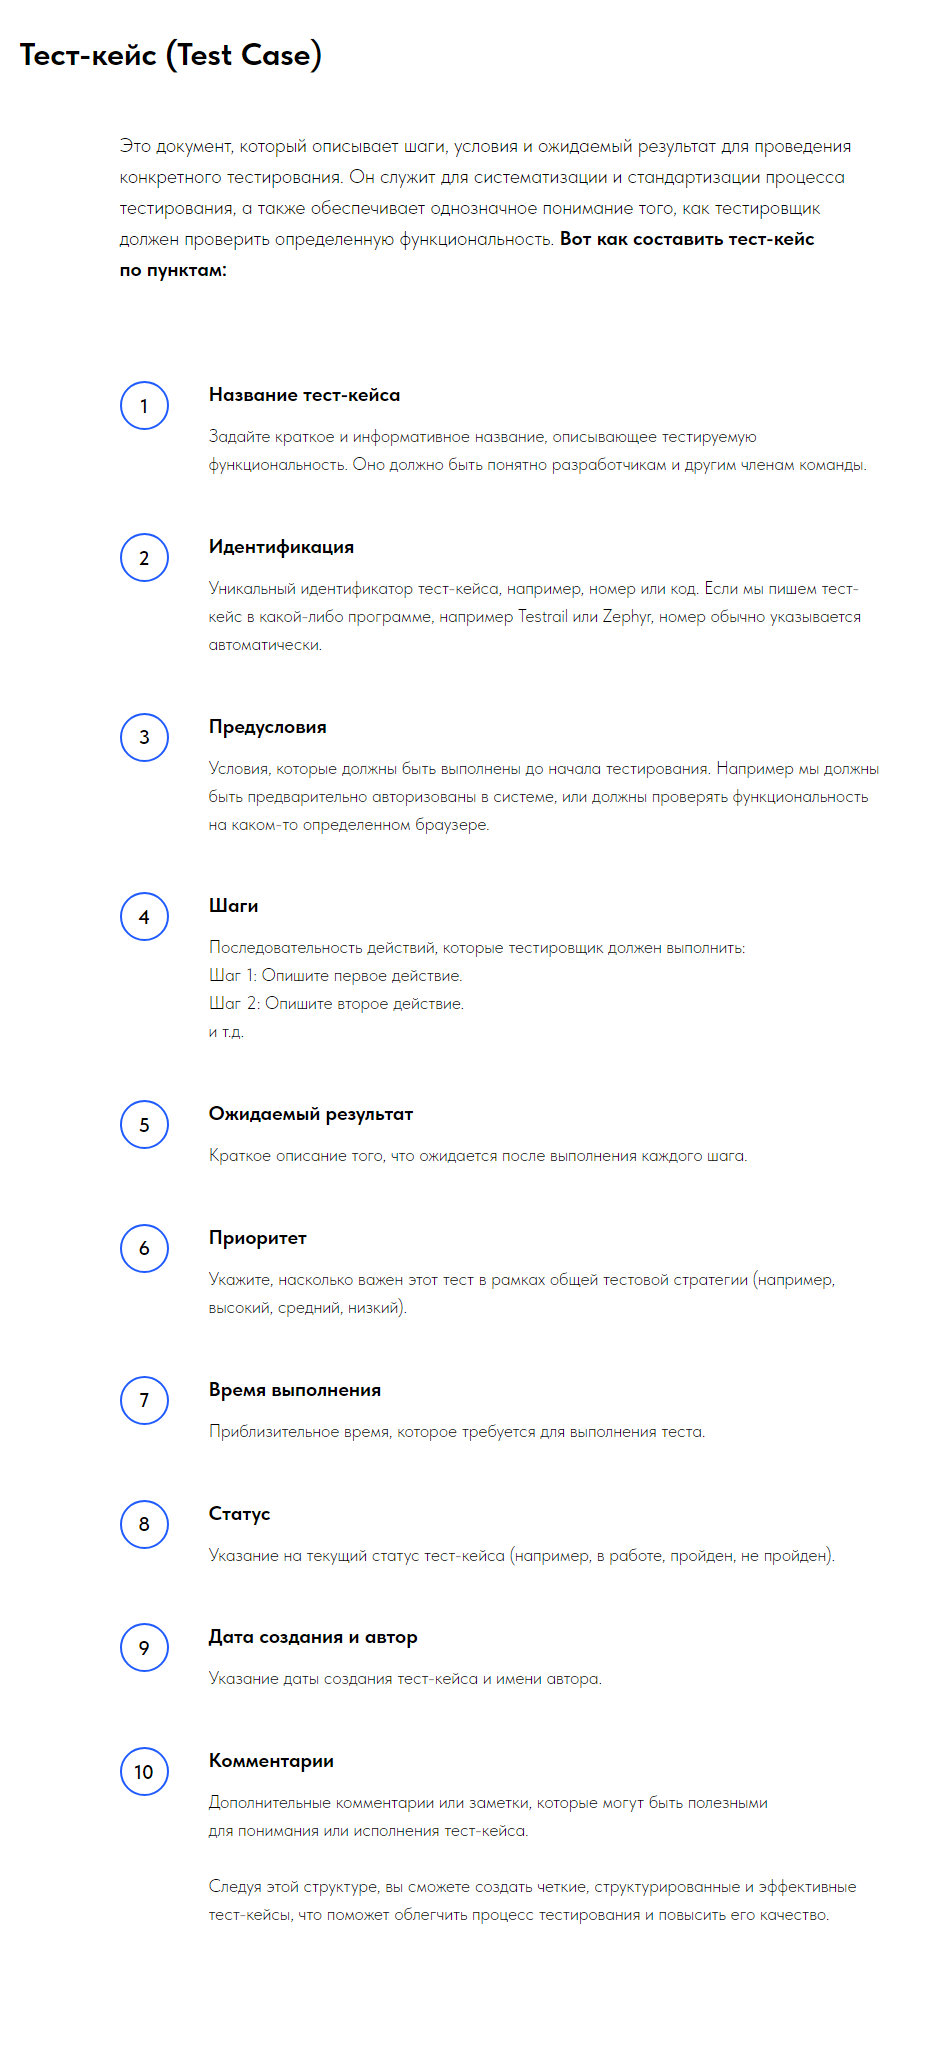 Тест-кейс (Test Case)
Это документ, который описывает шаги, условия и ожидаемый результат для проведения
конкретного тестирования. Он служит для систематизации и стандартизации процесса
тестирования, а также обеспечивает однозначное понимание того, как тестировщик
должен проверить определенную функциональность. Вот как составить тест-кейс
по пунктам:
1
Название тест-кейса
Задайте краткое и информативное название, описывающее тестируемую
функциональность. Оно должно быть понятно разработчикам и другим членам команды.
2
Идентификация
Уникальный идентификатор тест-кейса, например, номер или код. Если мы пишем тест-
кейс в какой-либо программе, например Testrail или Zephyr, номер обычно указывается
автоматически.
3
Предусловия
Условия, которые должны быть выполнены до начала тестирования. Например мы должны
быть предварительно авторизованы в системе, или должны проверять функциональность
на каком-то определенном браузере.
4
Шаги
Последовательность действий, которые тестировщик должен выполнить:
Шаг 1: Опишите первое действие.
Шаг 2: Опишите второе действие.
и т.д.
5
Ожидаемый результат
Краткое описание того, что ожидается после выполнения каждого шага.
6
Приоритет
Укажите, насколько важен этот тест в рамках общей тестовой стратегии (например,
высокий, средний, низкий).
7
Время выполнения
Приблизительное время, которое требуется для выполнения теста.
8
Статус
Указание на текущий статус тест-кейса (например, в работе, пройден, не пройден).
9
Дата создания и автор
Указание даты создания тест-кейса и имени автора.
10
Комментарии
Дополнительные комментарии или заметки, которые могут быть полезными
для понимания или исполнения тест-кейса.
Следуя этой структуре, вы сможете создать четкие, структурированные и эффективные
тест-кейсы, что поможет облегчить процесс тестирования и повысить его качество.